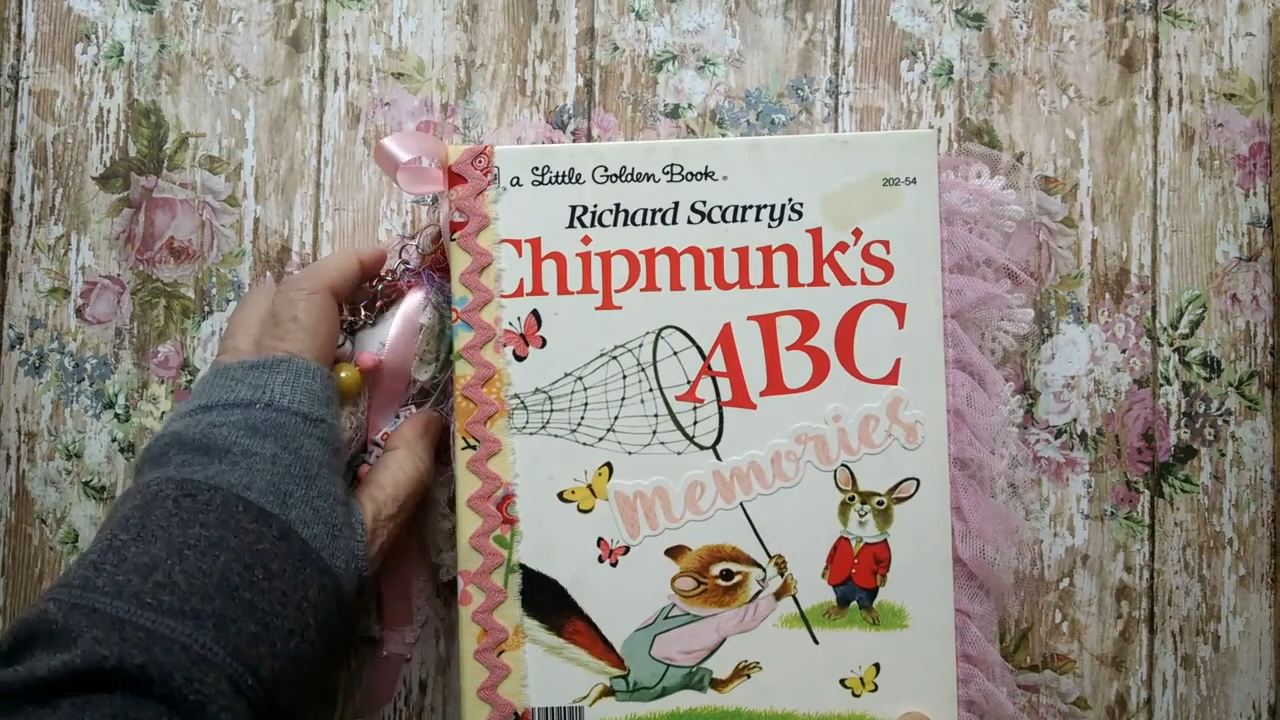 a Little Golden Book®
202-54
Richard Scarry's
Chipmunk's
ABC
memories